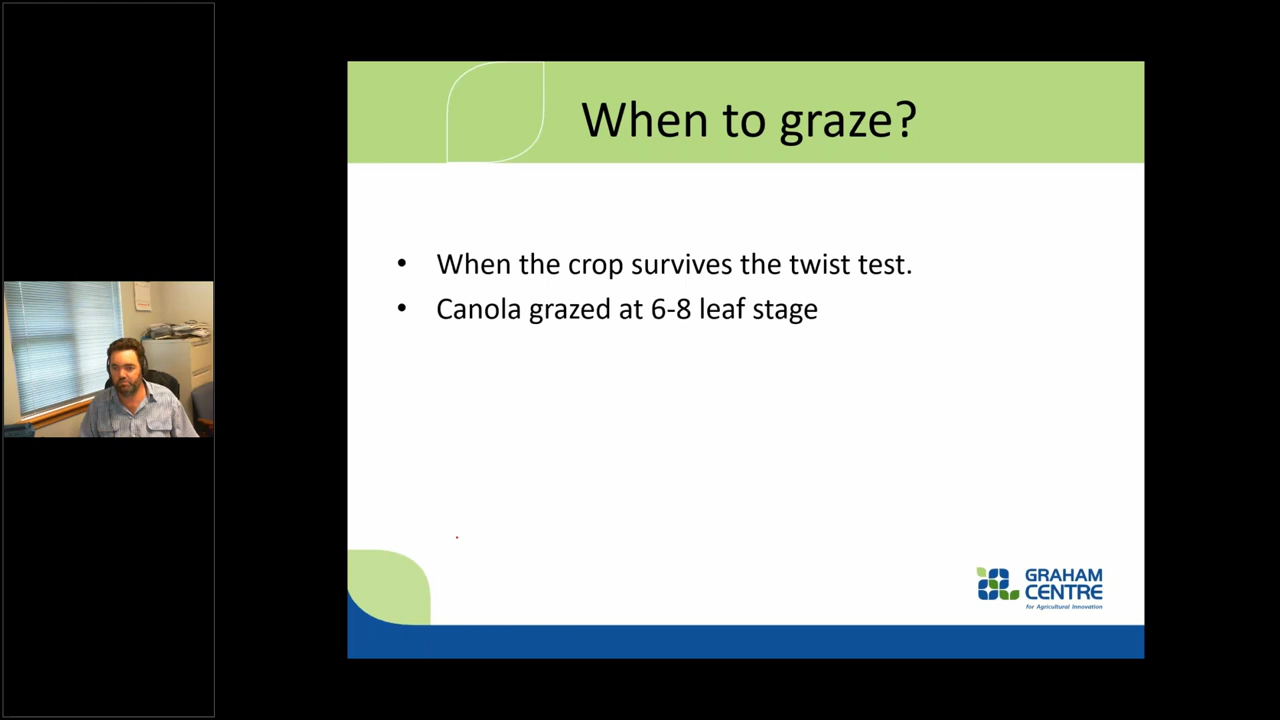 When to graze?
• When the crop survives the twist test.
• Canola grazed at 6-8 leaf stage
GRAHAM
CENTRE
for Agricultural Innovation